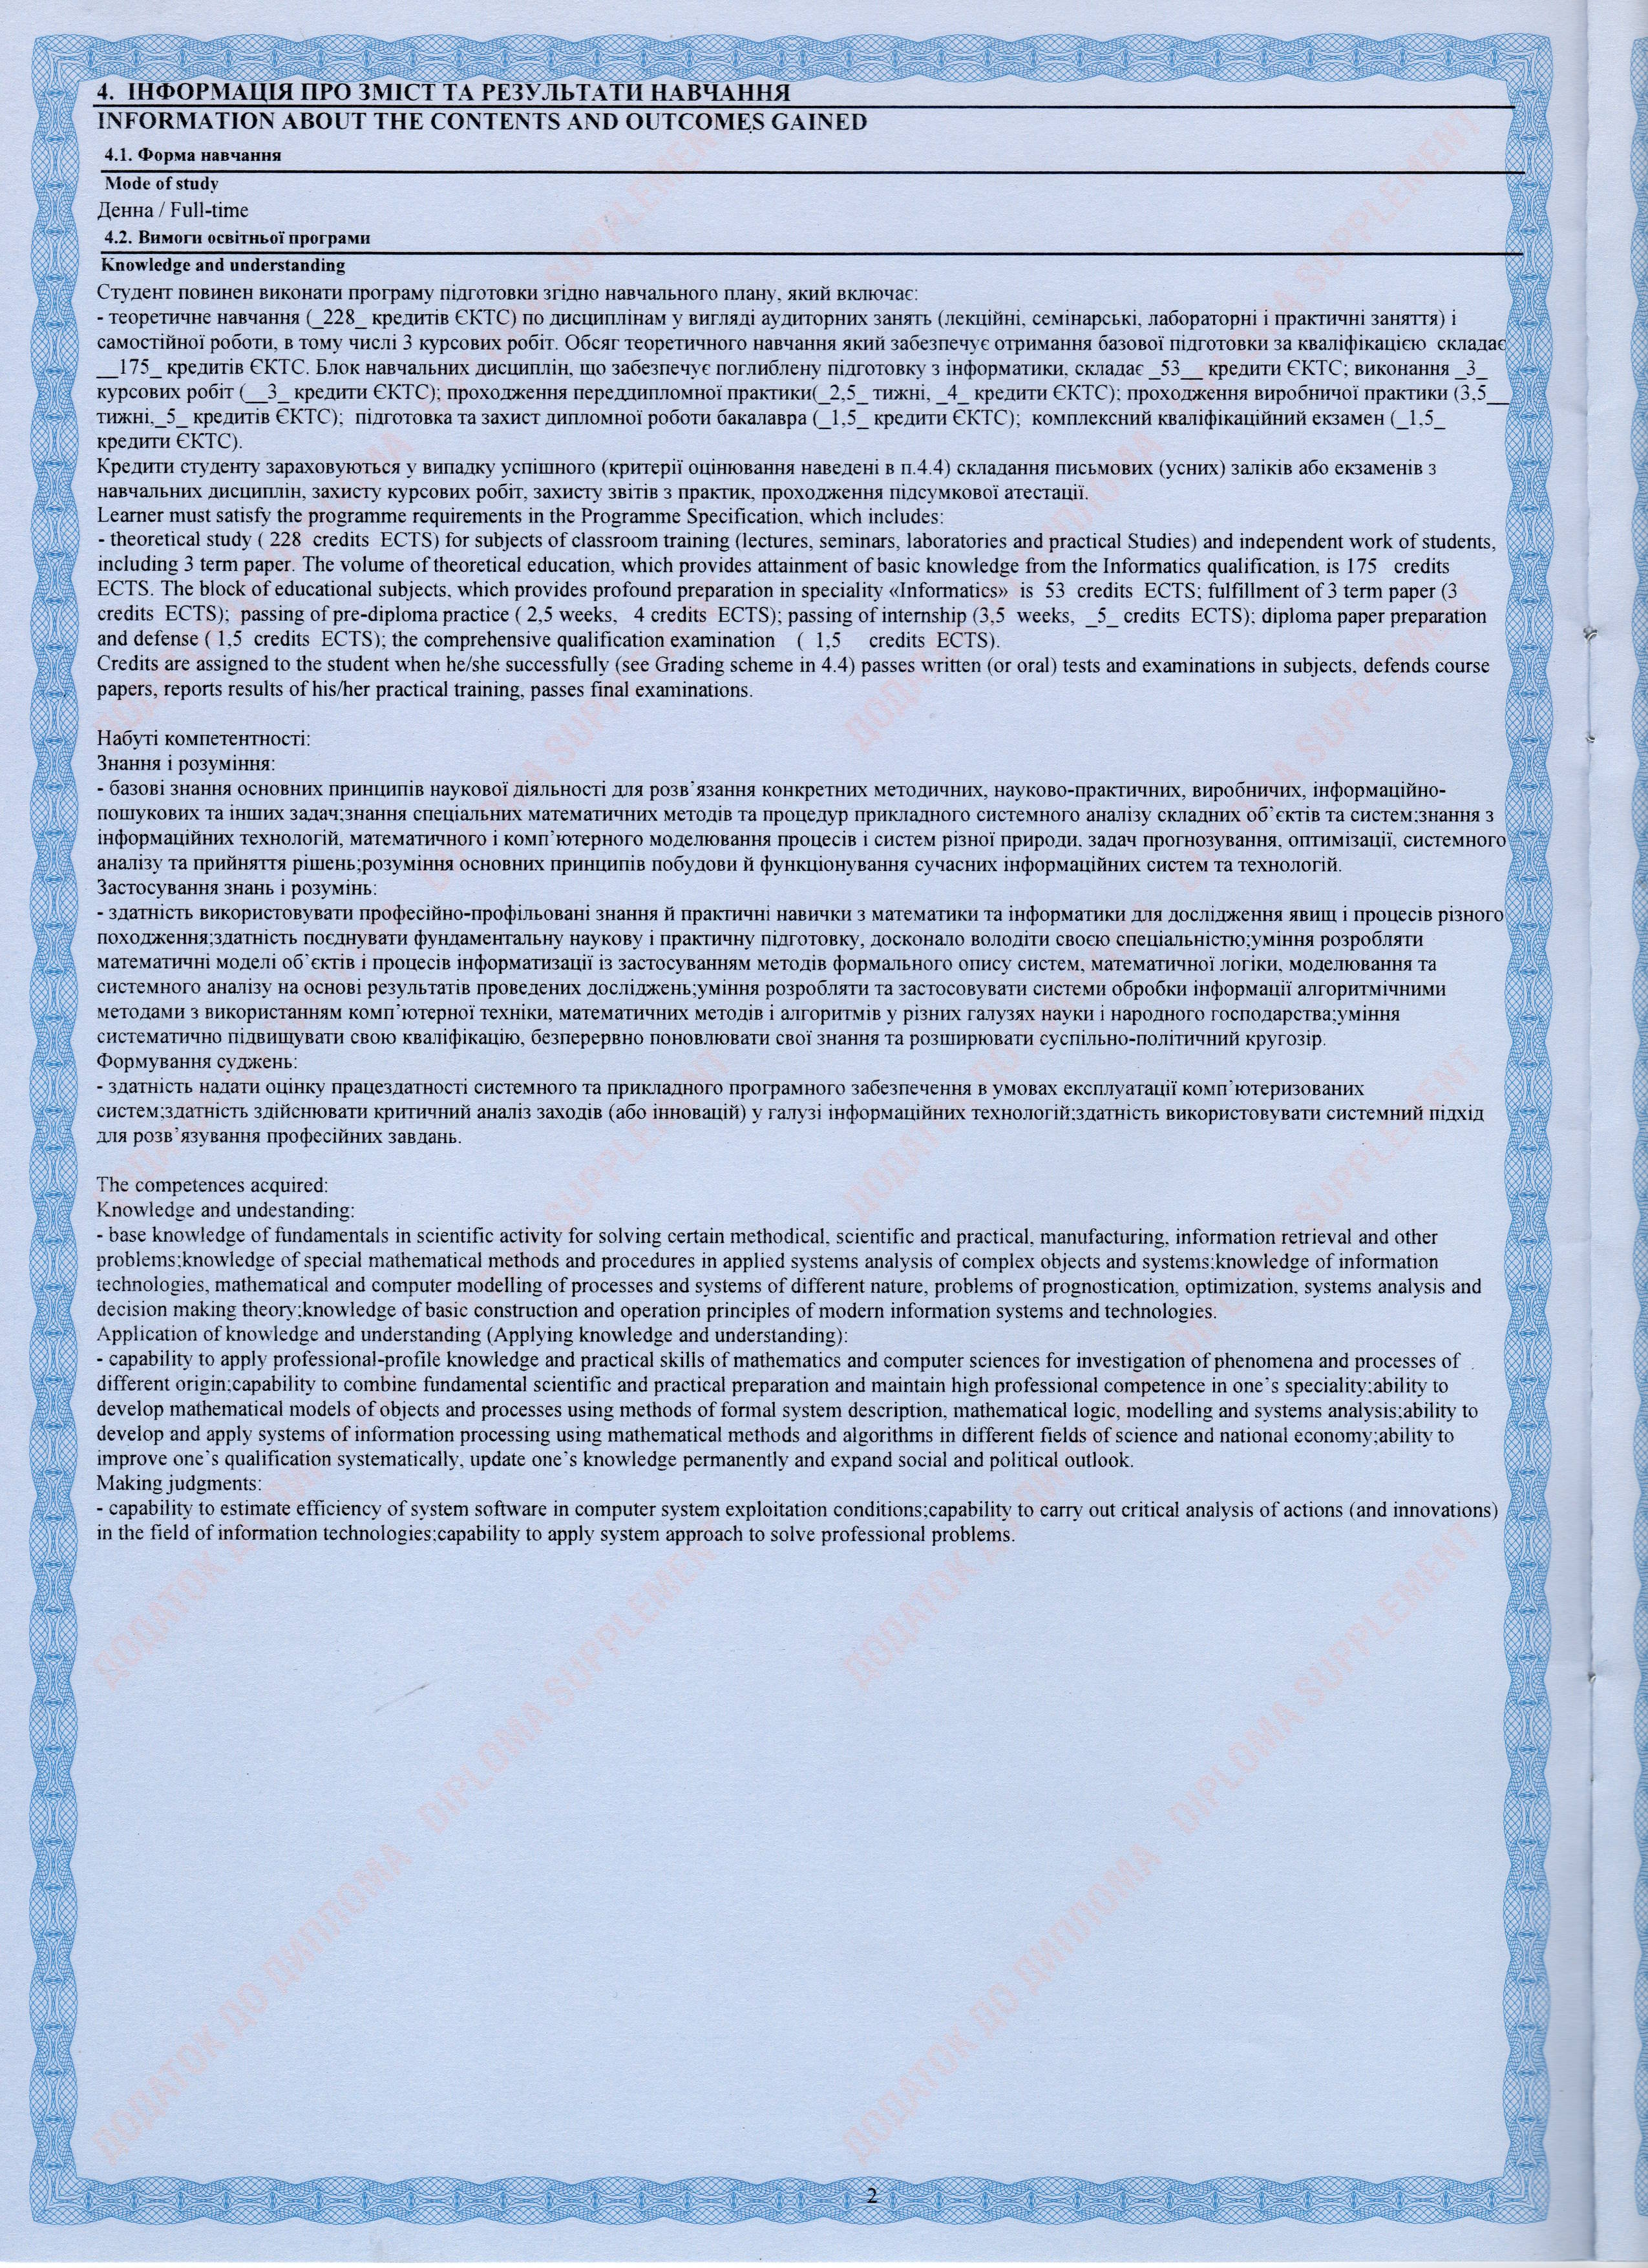 4. ІНФОРМАЦІЯ ПРО ЗМІСТ ТА РЕЗУЛЬТАТИ НАВЧАННЯ
INFORMATION ABOUT THE CONTENTS AND OUTCOMES GAINED
4.1. Форма навчання
Mode of study
Денна / Full-time
4.2. Вимоги освітньої програми
Knowledge and understanding
Студент повинен виконати програму підготовки згідно навчального плану, який включає:
- теоретичне навчання (_228_ кредитів ЄКТС) по дисциплінам у вигляді аудиторних занять (лекційні, семінарські, лабораторні і практичні заняття) і
самостійної роботи, в тому числі 3 курсових робіт. Обсяг теоретичного навчання який забезпечує отримання базової підготовки за кваліфікацією складає
__175_ кредитів ЄКТС. Блок навчальних дисциплін, що забезпечує поглиблену підготовку з інформатики, складає _53__ кредити ЄКТС; виконання _3_
курсових робіт (__3_ кредити ЄКТС); проходження переддипломної практики(_2,5_ тижні, _4_ кредити ЄКТС); проходження виробничої практики (3,5__
тижні,_5_ кредитів ЄКТС); підготовка та захист дипломної роботи бакалавра (_1,5_ кредити ЄКТС); комплексний кваліфікаційний екзамен (_1,5_
кредити ЄКТС).
Кредити студенту зараховуються у випадку успішного (критерії оцінювання наведені в п.4.4) складання письмових (усних) заліків або екзаменів з
навчальних дисциплін, захисту курсових робіт, захисту звітів з практик, проходження підсумкової атестації.
Learner must satisfy the programme requirements in the Programme Specification, which includes:
- theoretical study ( 228 credits ECTS) for subjects of classroom training (lectures, seminars, laboratories and practical Studies) and independent work of students,
including 3 term paper. The volume of theoretical education, which provides attainment of basic knowledge from the Informatics qualification, is 175 credits
ECTS. The block of educational subjects, which provides profound preparation in speciality «Informatics» is 53 credits ECTS; fulfillment of 3 term paper (3
credits ECTS); passing of pre-diploma practice ( 2,5 weeks, 4 credits ECTS); passing of internship (3,5 weeks, _5_ credits ECTS); diploma paper preparation
and defense ( 1,5 credits ECTS); the comprehensive qualification examination ( 1,5 credits ECTS).
Credits are assigned to the student when he/she successfully (see Grading scheme in 4.4) passes written (or oral) tests and examinations in subjects, defends course
papers, reports results of his/her practical training, passes final examinations.
Набуті компетентності:
Знання і розуміння:
- базові знання основних принципів наукової діяльності для розв’язання конкретних методичних, науково-практичних, виробничих, інформаційно-
пошукових та інших задач;знання спеціальних математичних методів та процедур прикладного системного аналізу складних об’єктів та систем;знання з
інформаційних технологій, математичного і комп’ютерного моделювання процесів і систем різної природи, задач прогнозування, оптимізації, системного
аналізу та прийняття рішень;розуміння основних принципів побудови й функціонування сучасних інформаційних систем та технологій.
Застосування знань і розумінь:
- здатність використовувати професійно-профільовані знання й практичні навички з математики та інформатики для дослідження явищ і процесів різного
походження;здатність поєднувати фундаментальну наукову і практичну підготовку, досконало володіти своєю спеціальністю;уміння розробляти
математичні моделі об’єктів і процесів інформатизації із застосуванням методів формального опису систем, математичної логіки, моделювання та
системного аналізу на основі результатів проведених досліджень;уміння розробляти та застосовувати системи обробки інформації алгоритмічними
методами з використанням комп’ютерної техніки, математичних методів і алгоритмів у різних галузях науки і народного господарства;уміння
систематично підвищувати свою кваліфікацію, безперервно поновлювати свої знання та розширювати суспільно-політичний кругозір.
Формування суджень:
- здатність надати оцінку працездатності системного та прикладного програмного забезпечення в умовах експлуатації комп’ютеризованих
систем;здатність здійснювати критичний аналіз заходів (або інновацій) у галузі інформаційних технологій;здатність використовувати системний підхід
для розв’язування професійних завдань.
The competences acquired:
Knowledge and undestanding:
- base knowledge of fundamentals in scientific activity for solving certain methodical, scientific and practical, manufacturing, information retrieval and other
problems;knowledge of special mathematical methods and procedures in applied systems analysis of complex objects and systems;knowledge of information
technologies, mathematical and computer modelling of processes and systems of different nature, problems of prognostication, optimization, systems analysis and
decision making theory;knowledge of basic construction and operation principles of modern information systems and technologies.
Application of knowledge and understanding (Applying knowledge and understanding):
- capability to apply professional-profile knowledge and practical skills of mathematics and computer sciences for investigation of phenomena and processes of
different origin;capability to combine fundamental scientific and practical preparation and maintain high professional competence in one’s speciality;ability to
develop mathematical models of objects and processes using methods of formal system description, mathematical logic, modelling and systems analysis;ability to
develop and apply systems of information processing using mathematical methods and algorithms in different fields of science and national economy;ability to
improve one’s qualification systematically, update one’s knowledge permanently and expand social and political outlook.
Making judgments:
- capability to estimate efficiency of system software in computer system exploitation conditions;capability to carry out critical analysis of actions (and innovations)
in the field of information technologies;capability to apply system approach to solve professional problems.
ДОДАТОК ДО ДИПЛОМА DIPLOMA SUPPLEMENT
ДОДАТОК ДО ДИПЛОМА DIPLOMA SUPPLEMENT
2